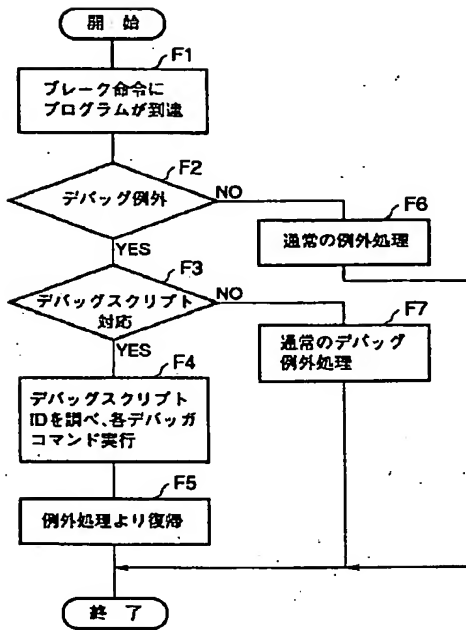 開 始
F1
ブレーク命令に
プログラムが到達
F2
デバッグ例外
NO
YES
F6
通常の例外処理
F3
デバッグスクリプト
対応
NO
YES
F7
通常のデバッグ
例外処理
F4
デバッグスクリプト
IDを調べ、各デバッガ
コマンド実行
F5
例外処理より復帰
終 了